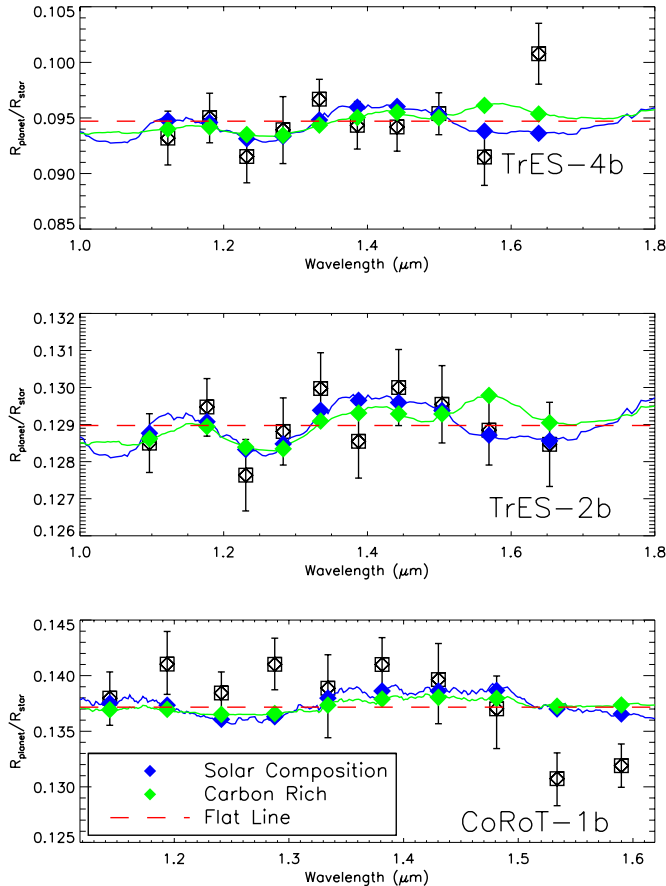 0.105
0.100
0.095
0.090
0.085
R_planet/R_star
1.0 1.2 1.4 1.6 1.8
Wavelength (μm)
TrES-4b
0.132
0.131
0.130
0.129
0.128
0.127
0.126
R_planet/R_star
1.0 1.2 1.4 1.6 1.8
Wavelength (μm)
TrES-2b
0.145
0.140
0.135
0.130
0.125
R_planet/R_star
Solar Composition
Carbon Rich
Flat Line
CoRoT-1b
1.2 1.3 1.4 1.5 1.6
Wavelength (μm)